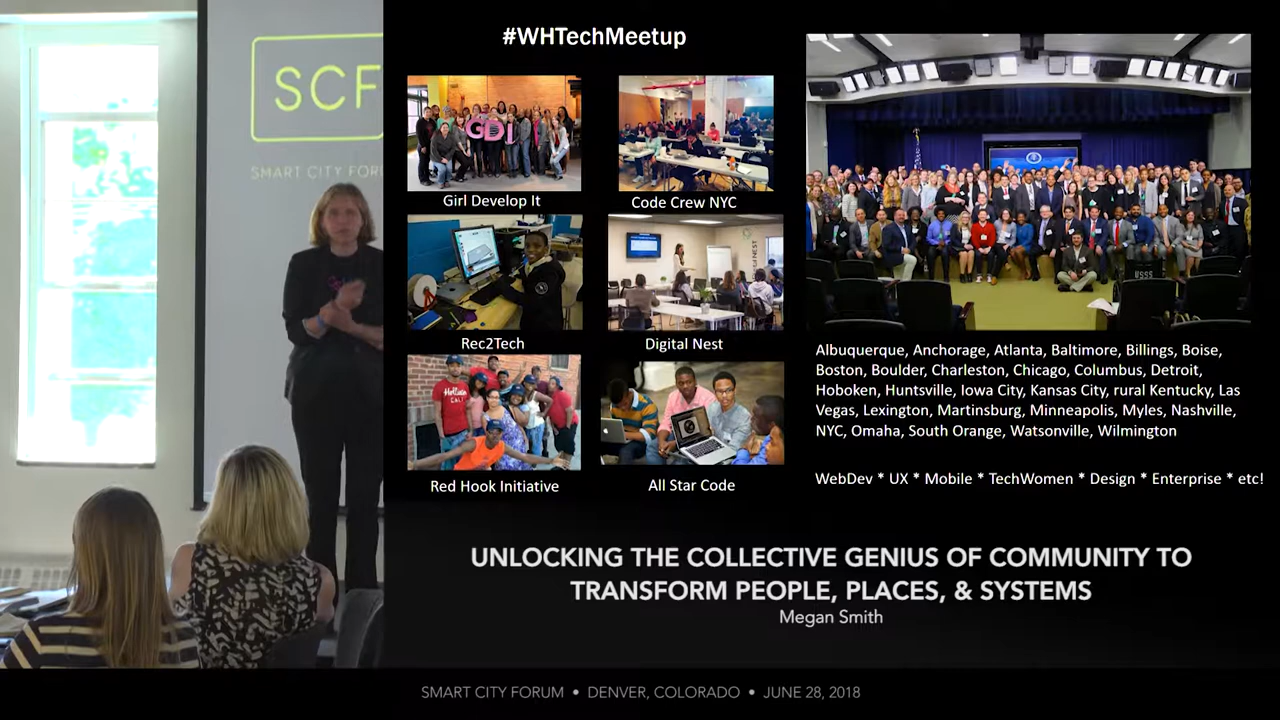 SCF
SMART CITY FOR
#WHTechMeetup
GDI
Girl Develop It
Code Crew NYC
Rec2Tech
Digital Nest
Red Hook Initiative
All Star Code
Albuquerque, Anchorage, Atlanta, Baltimore, Billings, Boise,
Boston, Boulder, Charleston, Chicago, Columbus, Detroit,
Hoboken, Huntsville, Iowa City, Kansas City, rural Kentucky, Las
Vegas, Lexington, Martinsburg, Minneapolis, Myles, Nashville,
NYC, Omaha, South Orange, Watsonville, Wilmington
WebDev * UX * Mobile * TechWomen * Design * Enterprise * etc!
UNLOCKING THE COLLECTIVE GENIUS OF COMMUNITY TO
TRANSFORM PEOPLE, PLACES, & SYSTEMS
Megan Smith
SMART CITY FORUM • DENVER, COLORADO • JUNE 28, 2018